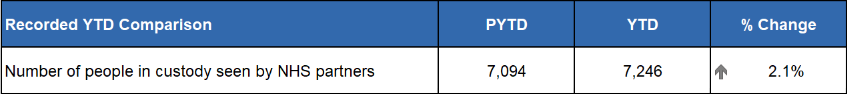 Recorded YTD Comparison PYTD YTD % Change
Number of people in custody seen by NHS partners 7,094 7,246 2.1%